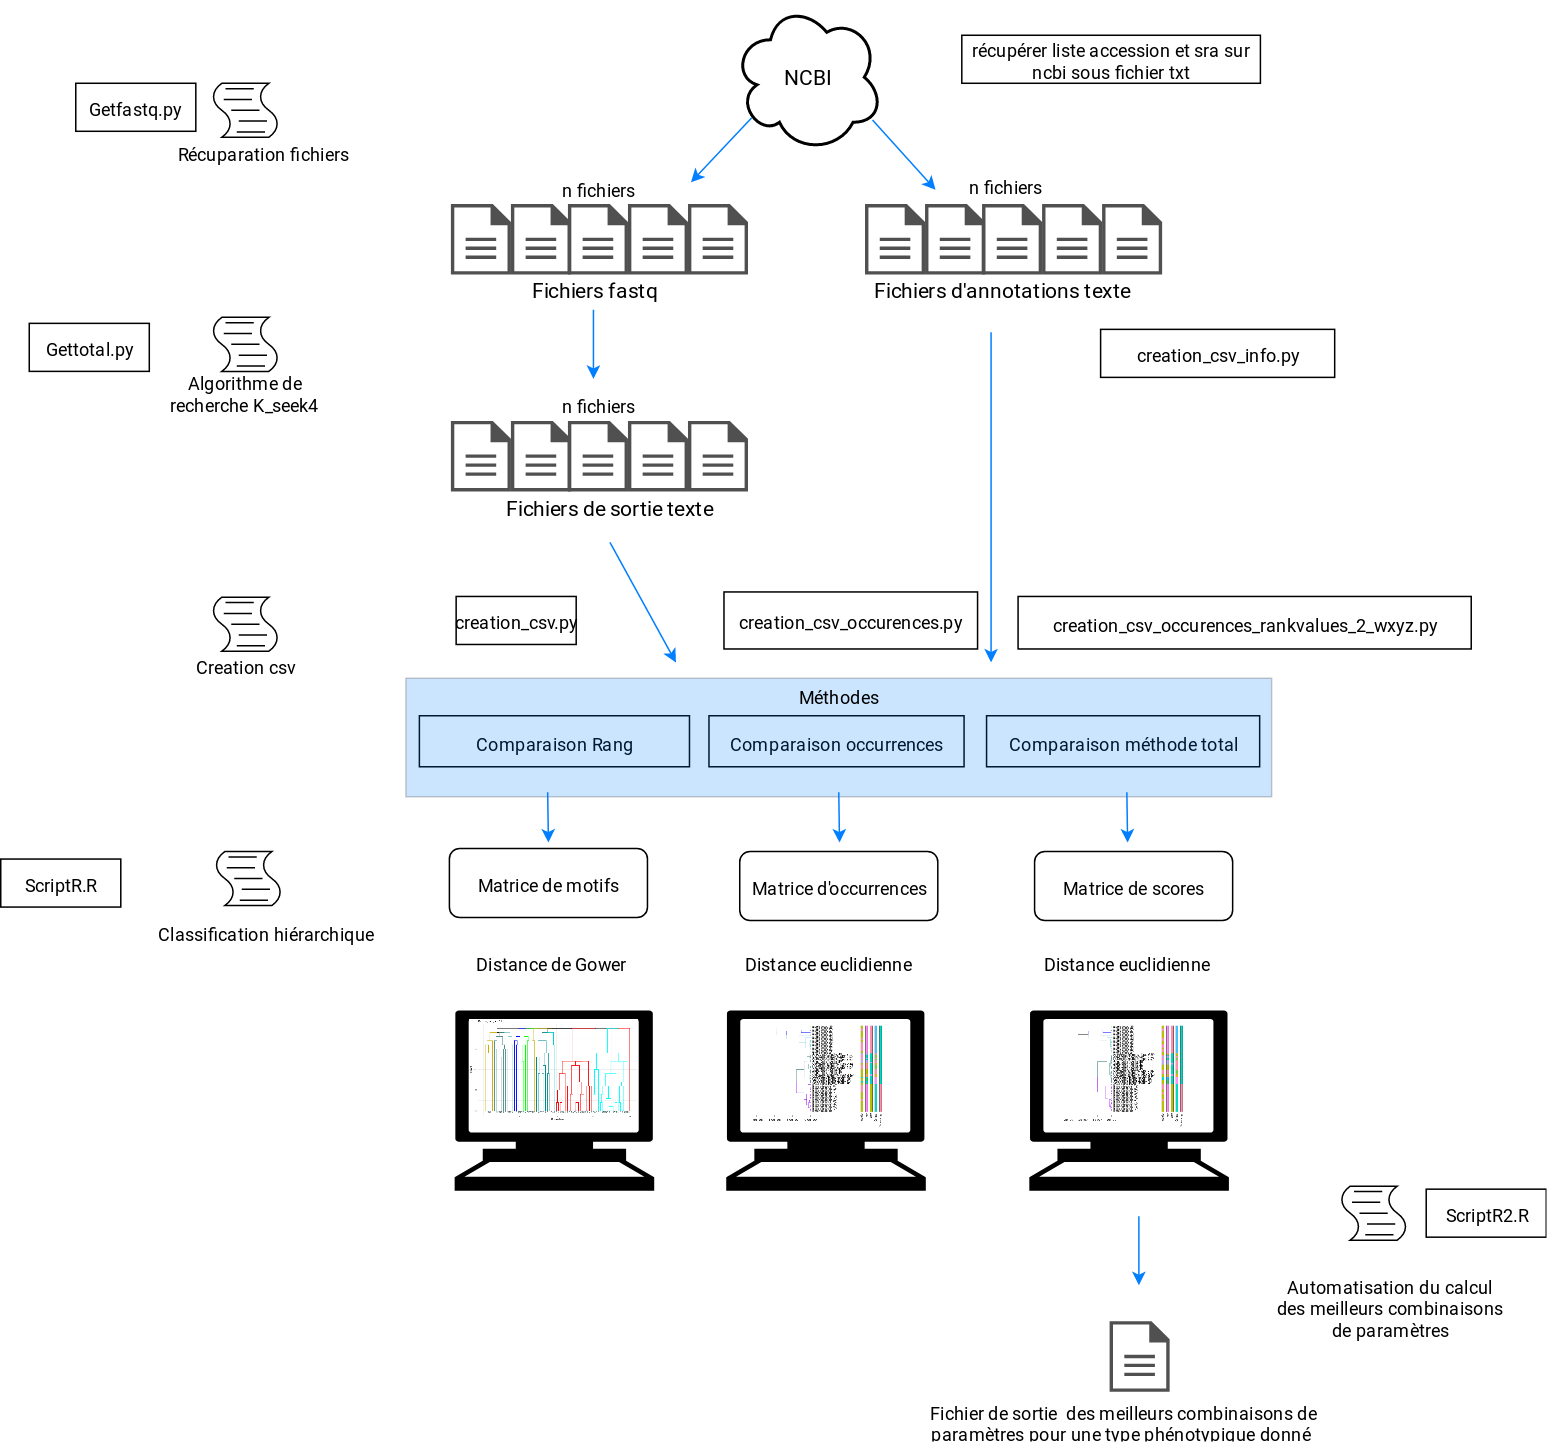 NCBI
récupérer liste accession et sra sur
ncbi sous fichier txt
Getfastq.py
Récuparation fichiers
n fichiers
n fichiers
Fichiers fastq
Fichiers d'annotations texte
Gettotal.py
Algorithme de
recherche K_seek4
creation_csv_info.py
n fichiers
Fichiers de sortie texte
Creation csv
creation_csv.py
creation_csv_occurences.py
creation_csv_occurences_rankvalues_2_wxyz.py
Méthodes
Comparaison Rang
Comparaison occurrences
Comparaison méthode total
ScriptR.R
Classification hiérarchique
Matrice de motifs
Matrice d'occurrences
Matrice de scores
Distance de Gower
Distance euclidienne
Distance euclidienne
ScriptR2.R
Automatisation du calcul
des meilleurs combinaisons
de paramètres
Fichier de sortie  des meilleurs combinaisons de
paramètres pour une type phénotypique donné